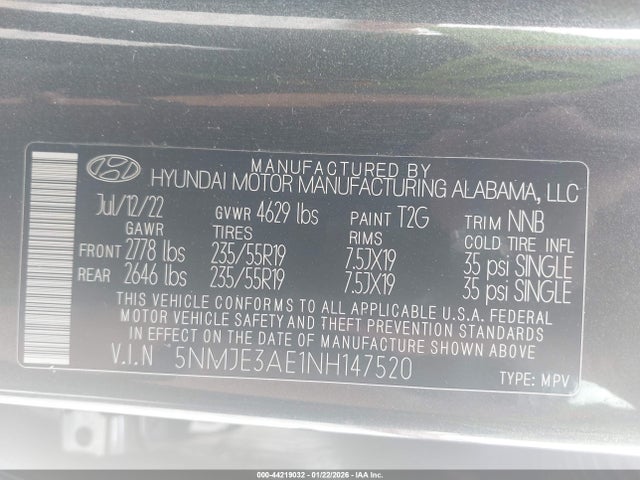 MANUFACTURED BY
HYUNDAI MOTOR MANUFACTURING ALABAMA, LLC
Jul/12/22 GVWR 4629 lbs PAINT T2G TRIM NNB
GAWR TIRES RIMS COLD TIRE INFL
FRONT 2778 lbs 235/55R19 7.5JX19 35 psi SINGLE
REAR 2646 lbs 235/55R19 7.5JX19 35 psi SINGLE
THIS VEHICLE CONFORMS TO ALL APPLICABLE U.S.A. FEDERAL
MOTOR VEHICLE SAFETY AND THEFT PREVENTION STANDARDS
IN EFFECT ON THE DATE OF MANUFACTURE SHOWN ABOVE.
V.I.N 5NMJE3AE1NH147520
TYPE: MPV
000-44219032 - 01/22/2026 - IAAI.COM